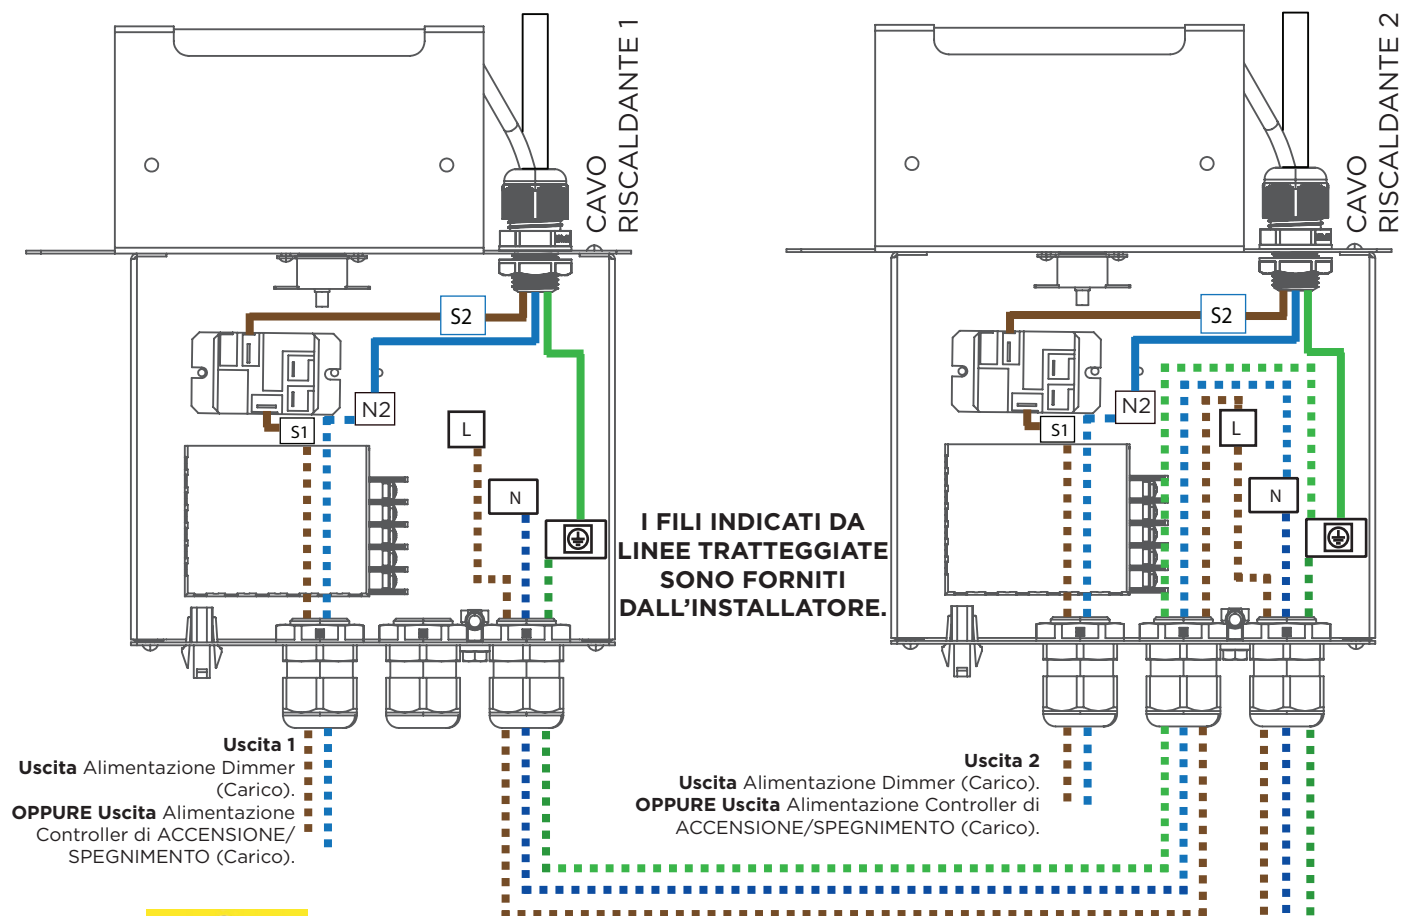 CAVO
RISCALDANTE 1
S2
N2
S1
L
N
CAVO
RISCALDANTE 2
S2
N2
S1
L
N
I FILI INDICATI DA
LINEE TRATTEGGIATE
SONO FORNITI
DALL’INSTALLATORE.
Uscita 1
Uscita Alimentazione Dimmer
(Carico).
OPPURE Uscita Alimentazione
Controller di ACCENSIONE/
SPEGNIMENTO (Carico).
Uscita 2
Uscita Alimentazione Dimmer (Carico).
OPPURE Uscita Alimentazione Controller di
ACCENSIONE/SPEGNIMENTO (Carico).